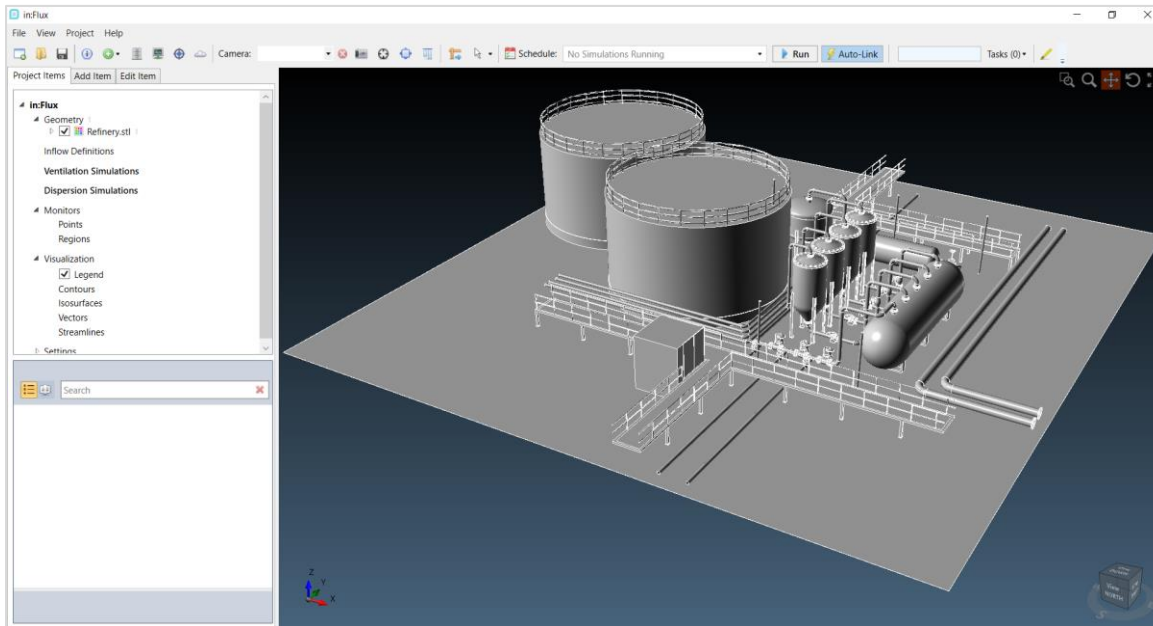 in:Flux
File View Project Help
Camera: Schedule: No Simulations Running Run Auto-Link Tasks (0)
Project Items Add Item Edit Item
in:Flux
Geometry
Refinery.stl
Inflow Definitions
Ventilation Simulations
Dispersion Simulations
Monitors
Points
Regions
Visualization
Legend
Contours
Isosurfaces
Vectors
Streamlines
Settings
Search
Z
Y
X
View
NORTH